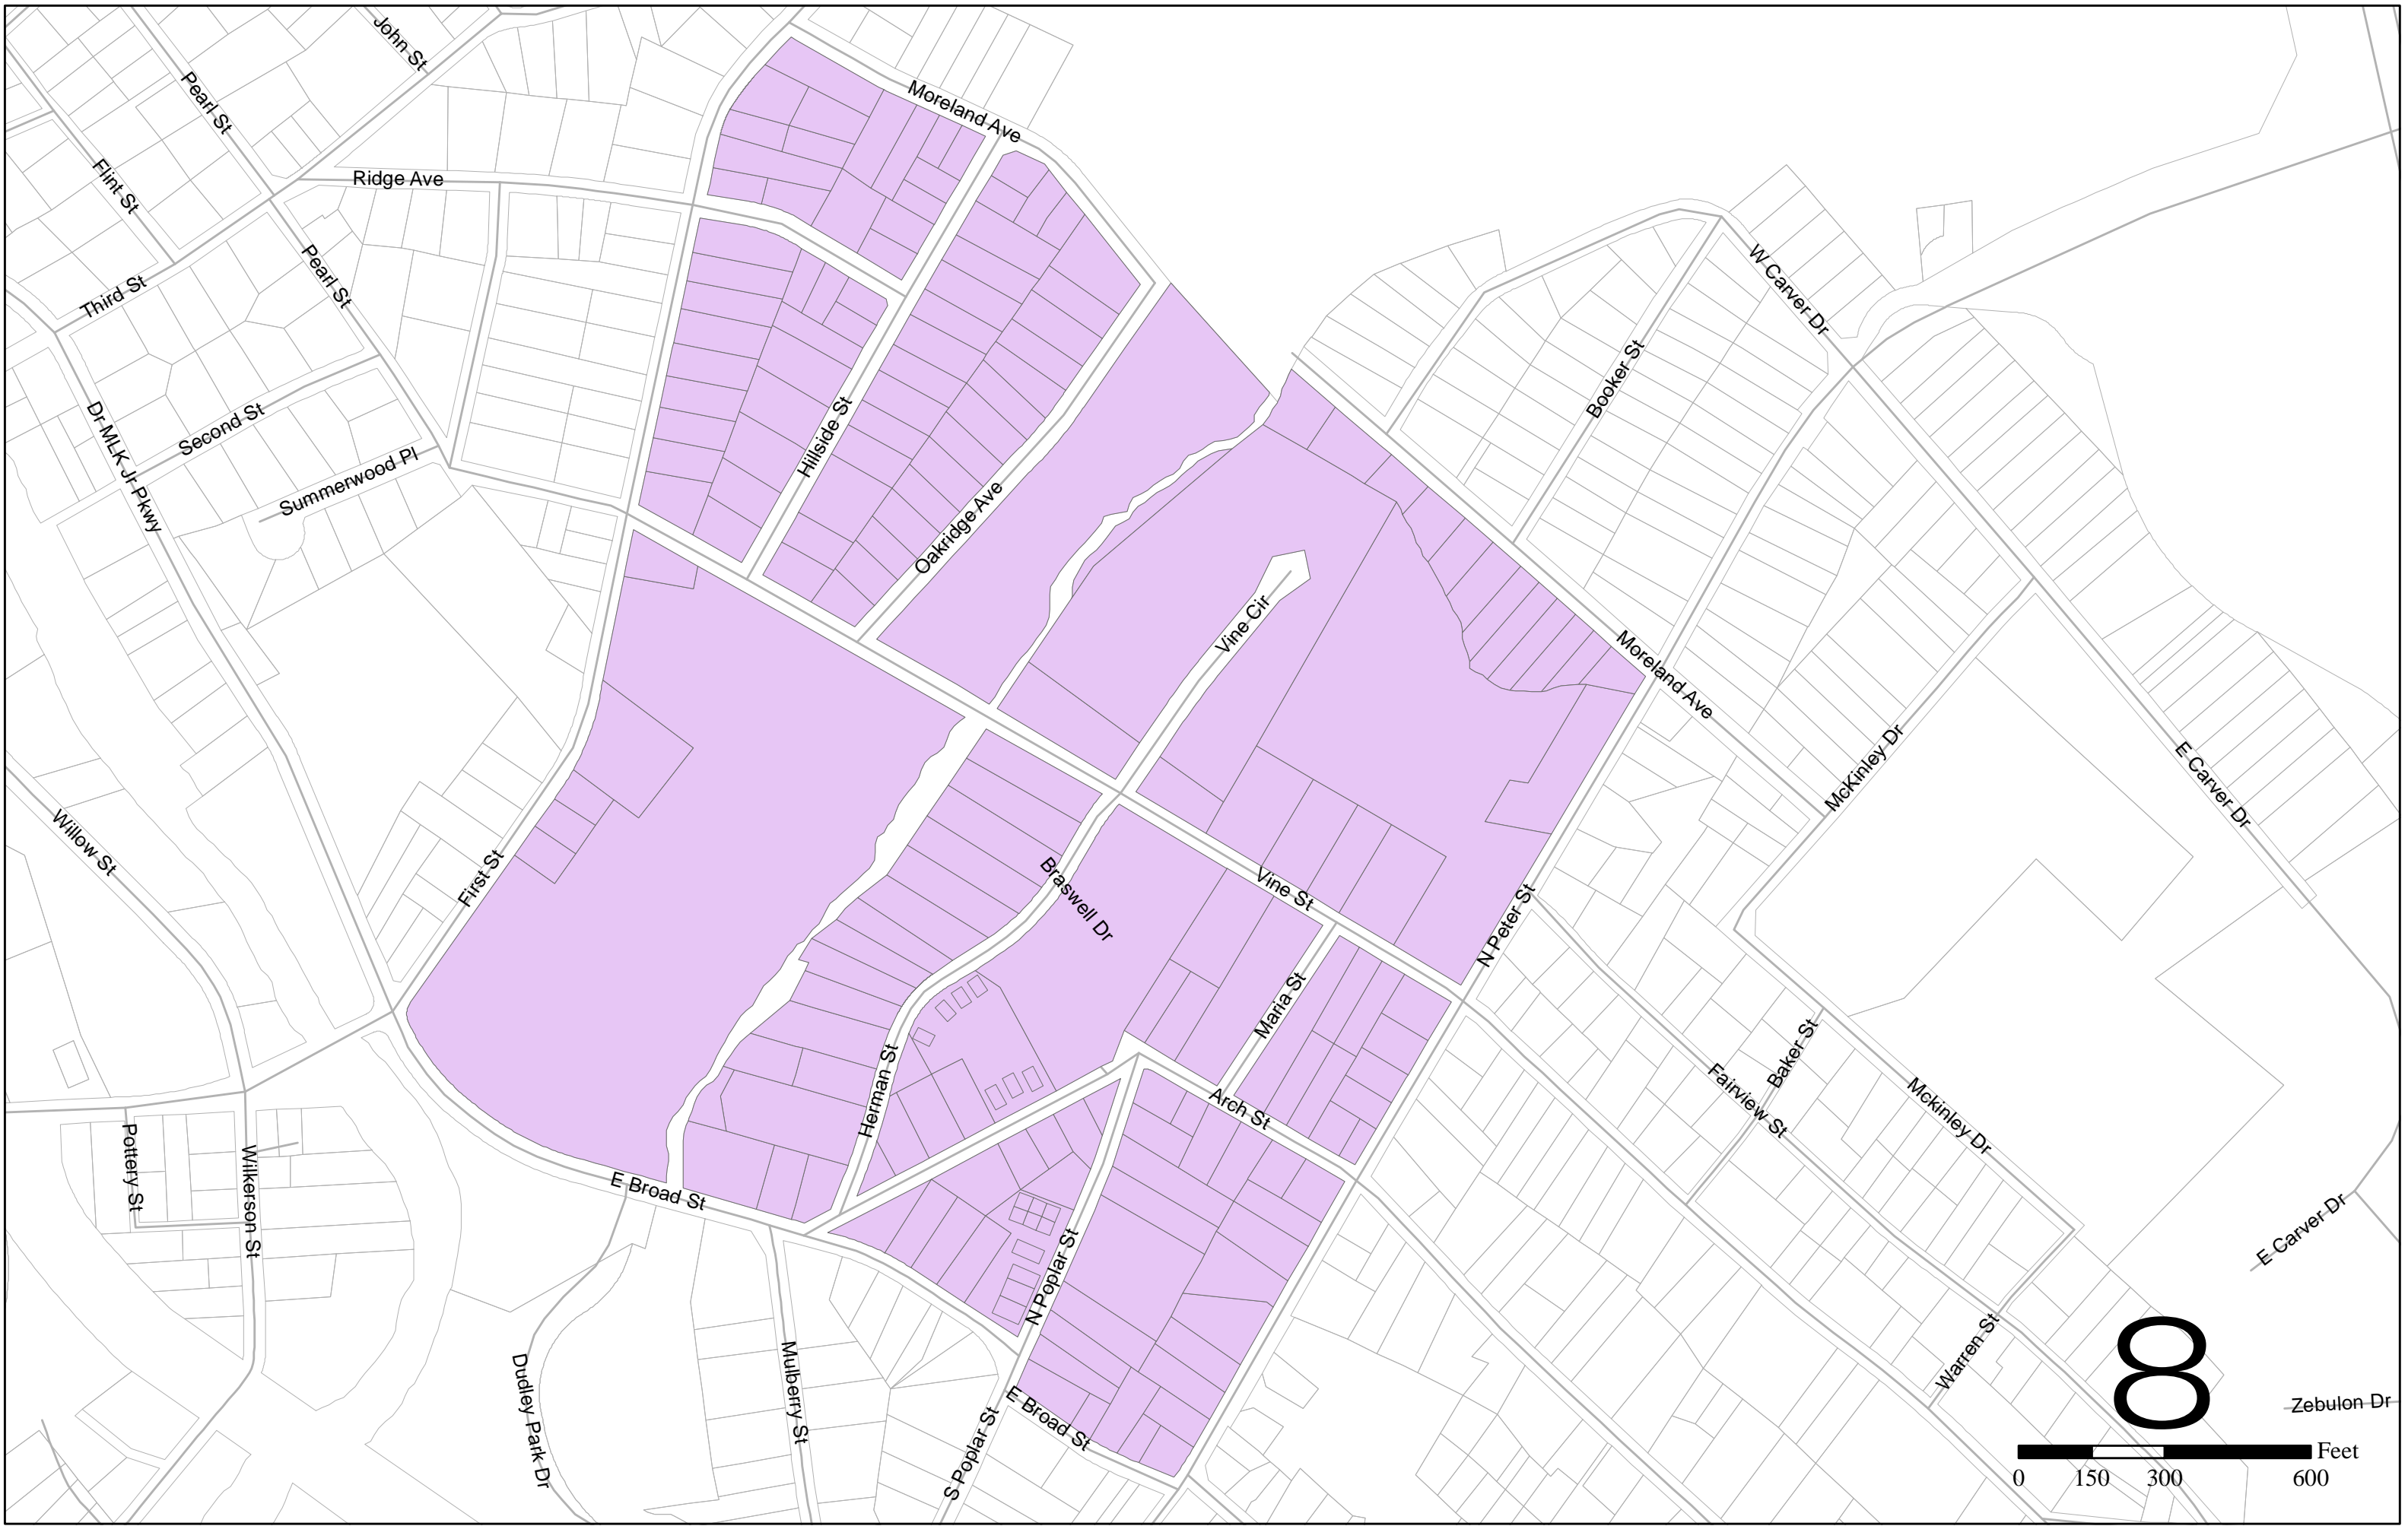 John St
Pearl St
Moreland Ave
Flint St
Ridge Ave
W Carver Dr
Pearl St
Third St
Booker St
Second St
Hillside St
Dr MLK Jr Pkwy
Summerwood Pl
Oakridge Ave
Vine Cir
Moreland Ave
McKinley Dr
E Carver Dr
Willow St
First St
Braswell Dr
Vine St
N Peter St
Maria St
Baker St
Herman St
Arch St
Fairview St
Mckinley Dr
Pottery St
Wilkerson St
E Broad St
N Poplar St
E Carver Dr
Mulberry St
Dudley Park Dr
Warren St
8
Zebulon Dr
E Broad St
S Poplar St
Feet
0 150 300 600